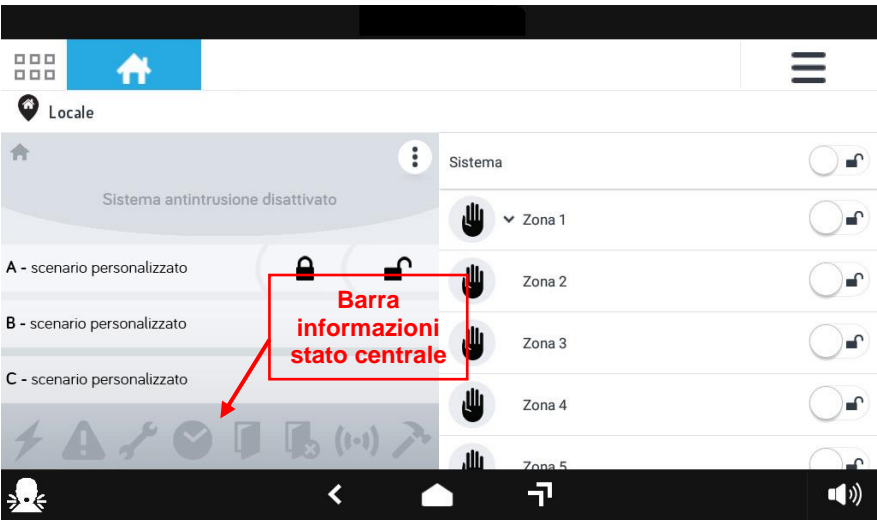 Locale
Sistema antintrusione disattivato
A - scenario personalizzato
B - scenario personalizzato
C - scenario personalizzato
Barra
informazioni
stato centrale
Sistema
Zona 1
Zona 2
Zona 3
Zona 4
Zona 5